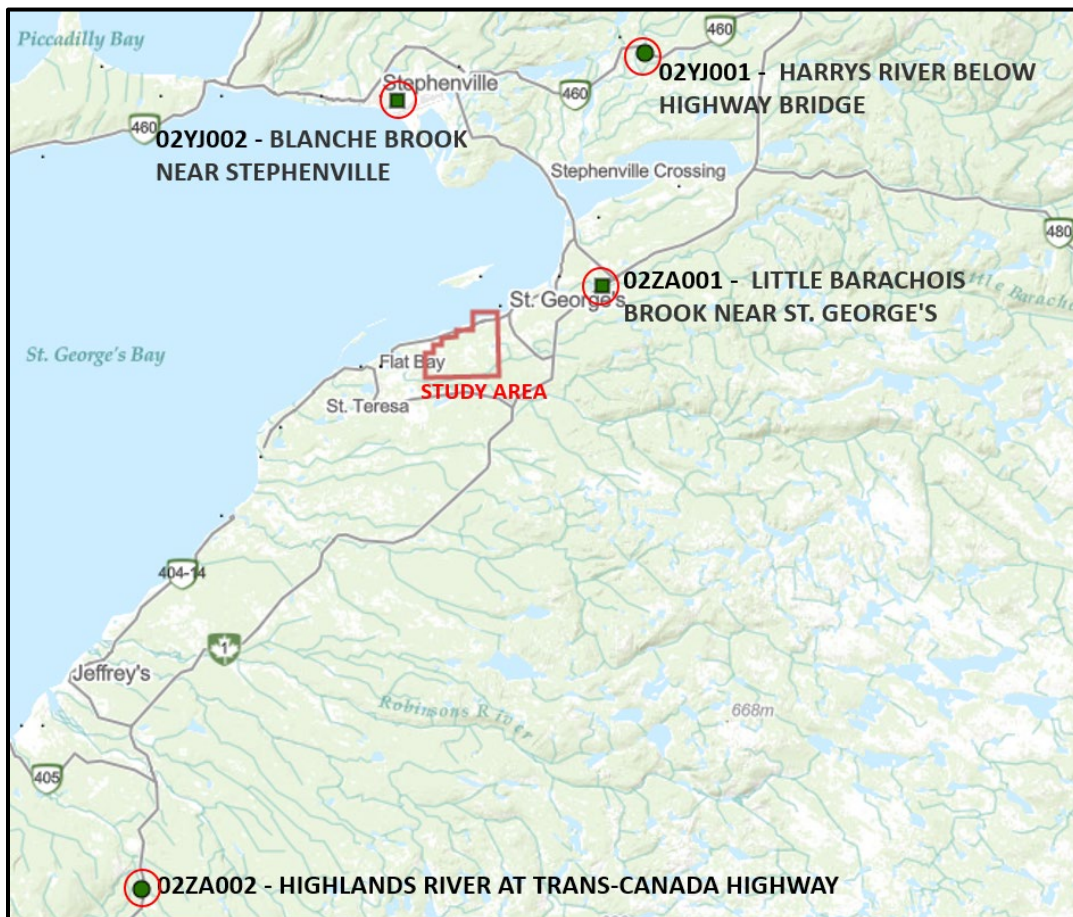 Piccadilly Bay
460
Stephenville
460
02YJ001 - HARRYS RIVER BELOW
HIGHWAY BRIDGE
460
02YJ002 - BLANCHE BROOK
NEAR STEPHENVILLE
Stephenville Crossing
480
02ZA001 - LITTLE BARACHOIS
BROOK NEAR ST. GEORGE'S
St. George's
St. George's Bay
Flat Bay
STUDY AREA
St. Teresa
404-14
1
Jeffrey's
Robinsons River
668m
405
02ZA002 - HIGHLANDS RIVER AT TRANS-CANADA HIGHWAY